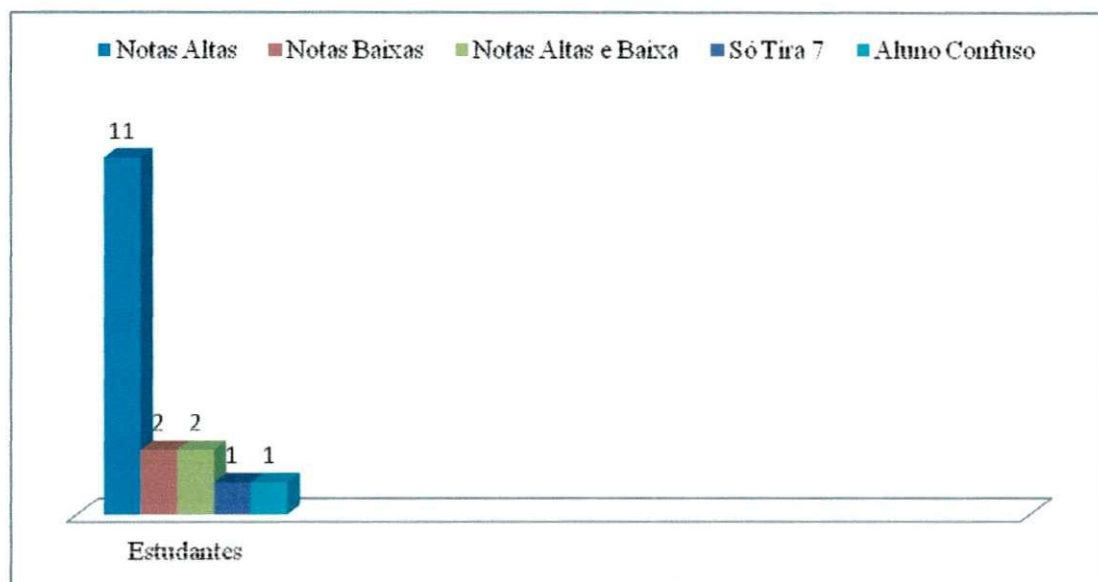 Notas Altas Notas Baixas Notas Altas e Baixa Só Tira 7 Aluno Confuso
11
2 2
1 1
Estudantes